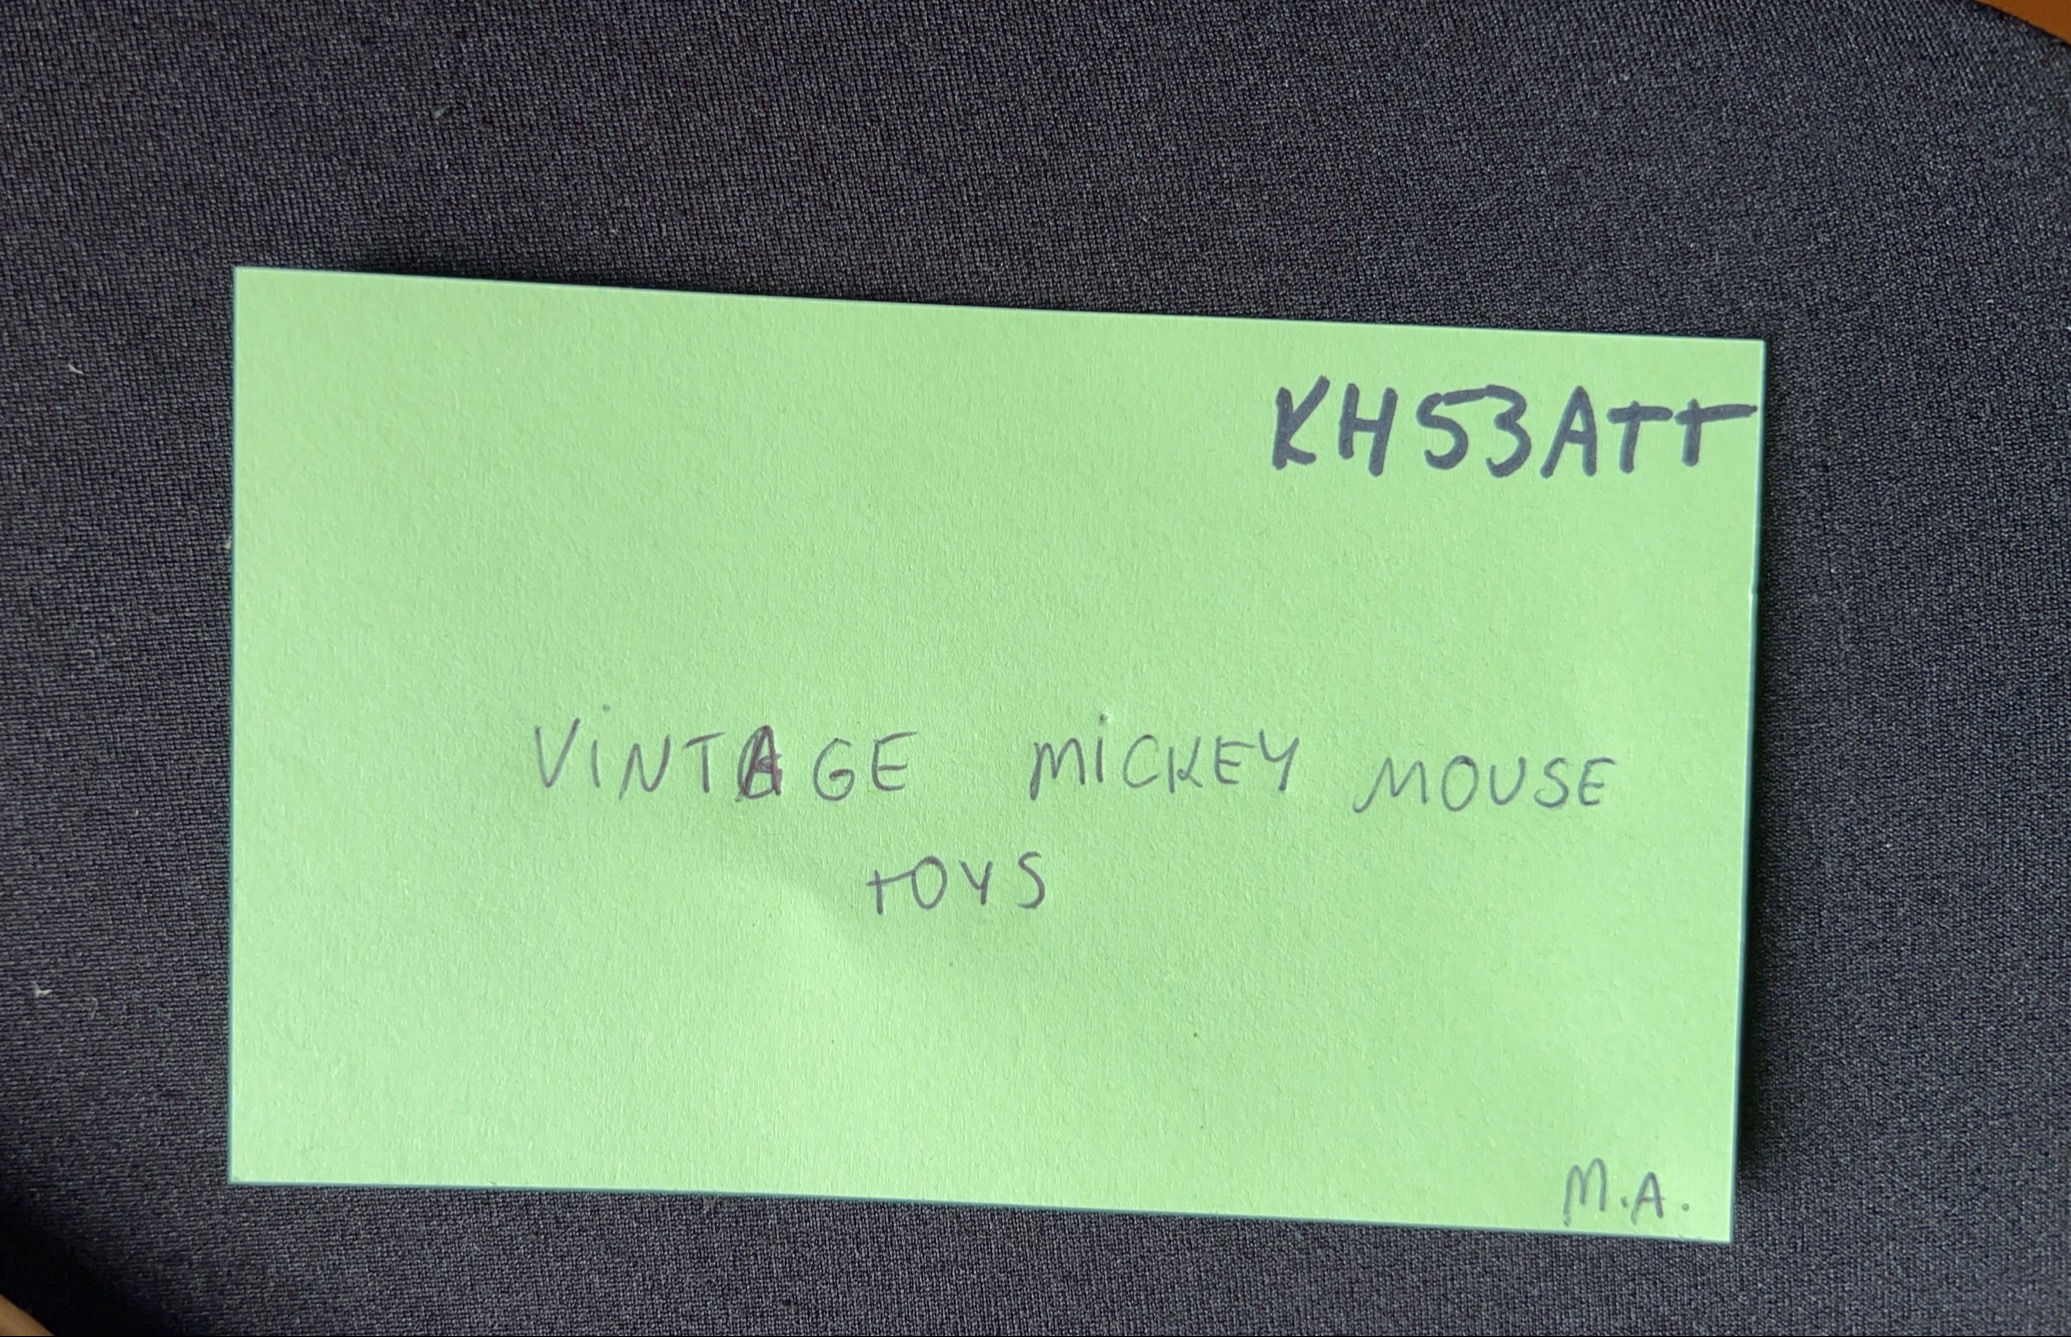 KH53ATT
VINTAGE MICKEY MOUSE
TOYS
M.A.